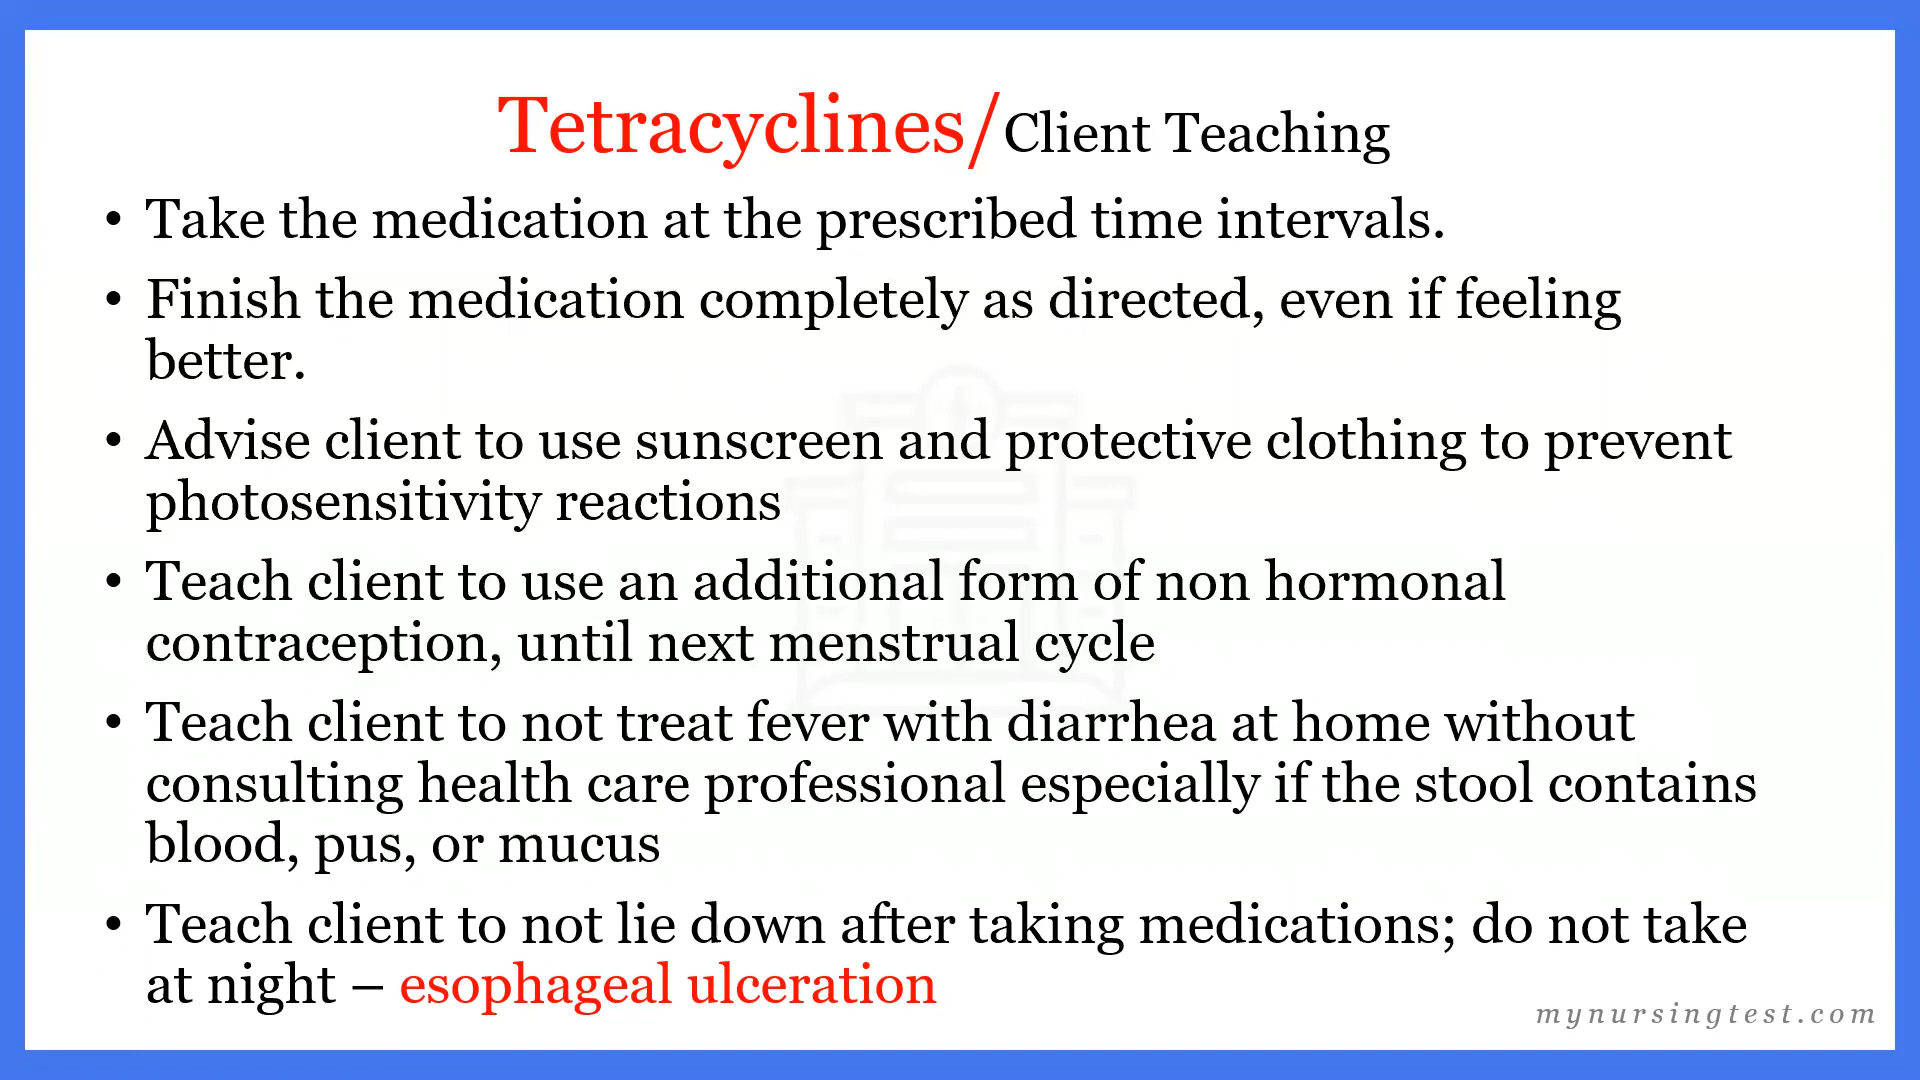 Tetracyclines/Client Teaching
• Take the medication at the prescribed time intervals.
• Finish the medication completely as directed, even if feeling
better.
• Advise client to use sunscreen and protective clothing to prevent
photosensitivity reactions
• Teach client to use an additional form of non hormonal
contraception, until next menstrual cycle
• Teach client to not treat fever with diarrhea at home without
consulting health care professional especially if the stool contains
blood, pus, or mucus
• Teach client to not lie down after taking medications; do not take
at night – esophageal ulceration
mynursingtest.com